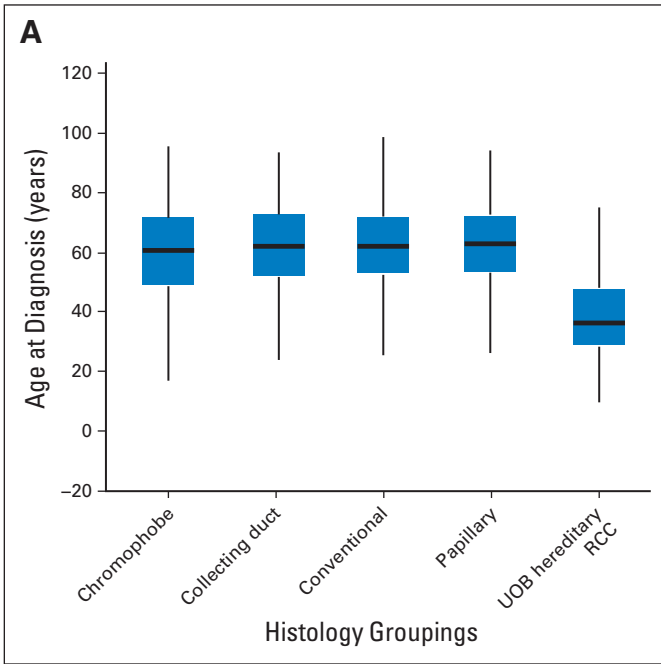 A
120
100
80
60
40
20
0
–20
Age at Diagnosis (years)
Chromophobe
Collecting duct
Conventional
Papillary
UOB hereditary
RCC
Histology Groupings